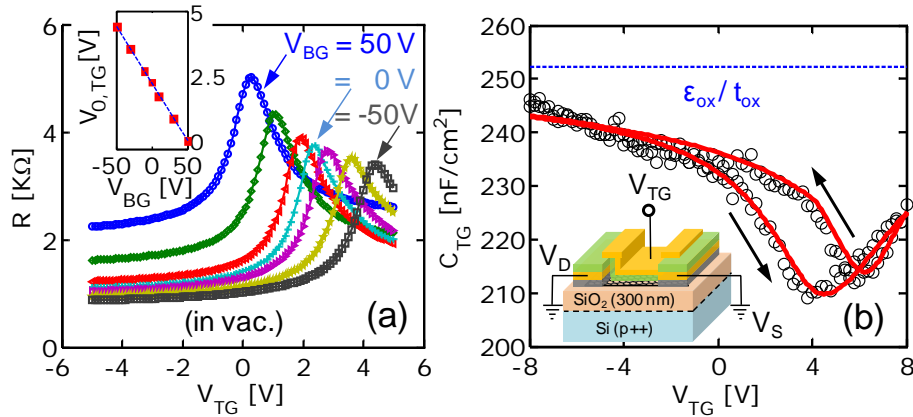 V_BG = 50 V
= 0 V
= -50V
V_0,TG [V]
5
2.5
0
-50 0 50
V_BG [V]
R [KΩ]
6
4
2
0
(in vac.)
(a)
-6 -4 -2 0 2 4 6
V_TG [V]
C_TG [nF/cm²]
260
250
240
230
220
210
200
ε_ox / t_ox
V_TG
V_D
SiO₂ (300 nm)
Si (p++)
V_S
(b)
-8 -4 0 4 8
V_TG [V]